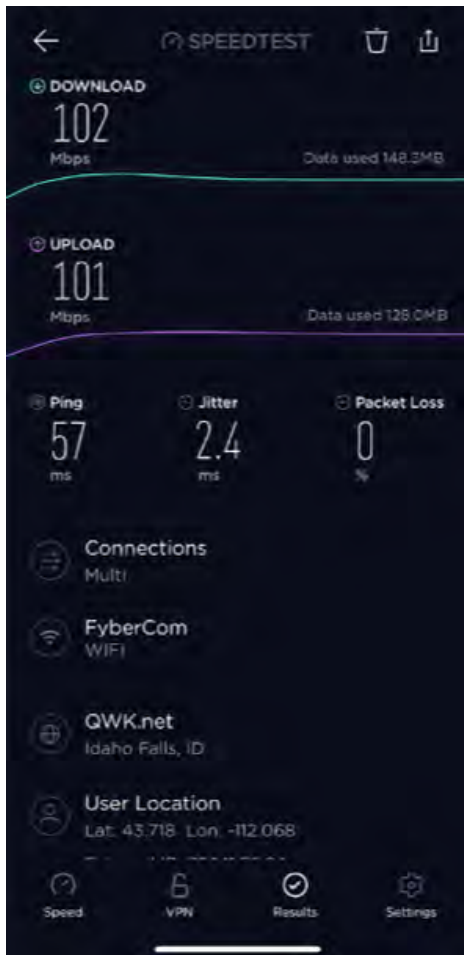 SPEEDTEST
DOWNLOAD
102
Mbps
Data used 148.3MB
UPLOAD
101
Mbps
Data used 128.0MB
Ping
Jitter
Packet Loss
57
2.4
0
ms
ms
%
Connections
Multi
FyberCom
WIFI
QWK.net
Idaho Falls, ID
User Location
Lat: 43.718 Lon: -112.068
Speed
VPN
Results
Settings